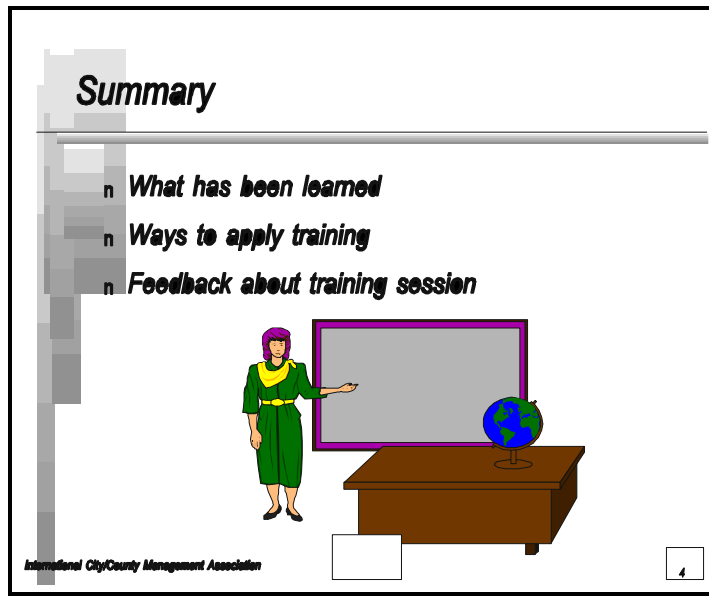 Summary
n What has been learned
n Ways to apply training
n Feedback about training session
International City/County Management Association
4